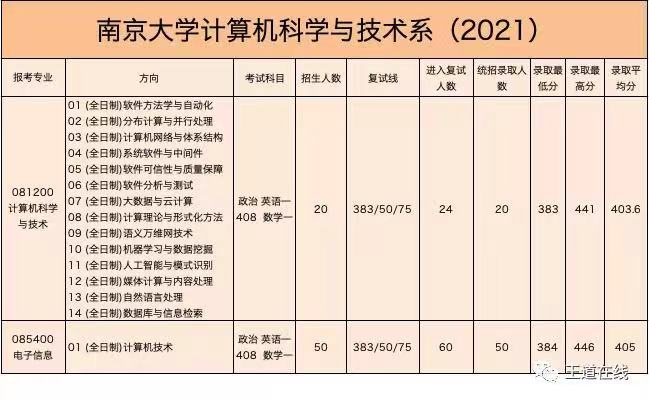 南京大学计算机科学与技术系（2021）
报考专业 方向 考试科目 招生人数 复试线 进入复试人数 统招录取人数 录取最低分 录取最高分 录取平均分
081200
计算机科学与技术
01 (全日制)软件方法学与自动化
02 (全日制)分布计算与并行处理
03 (全日制)计算机网络与体系结构
04 (全日制)系统软件与中间件
05 (全日制)软件可信性与质量保障
06 (全日制)软件分析与测试
07 (全日制)大数据与云计算
08 (全日制)计算理论与形式化方法
09 (全日制)语义万维网技术
10 (全日制)机器学习与数据挖掘
11 (全日制)人工智能与模式识别
12 (全日制)媒体计算与内容处理
13 (全日制)自然语言处理
14 (全日制)数据库与信息检索
政治 英语一
408 数学一
20 383/50/75 24 20 383 441 403.6
085400
电子信息
01 (全日制)计算机技术
政治 英语一
408 数学一
50 383/50/75 60 50 384 446 405
王道在线